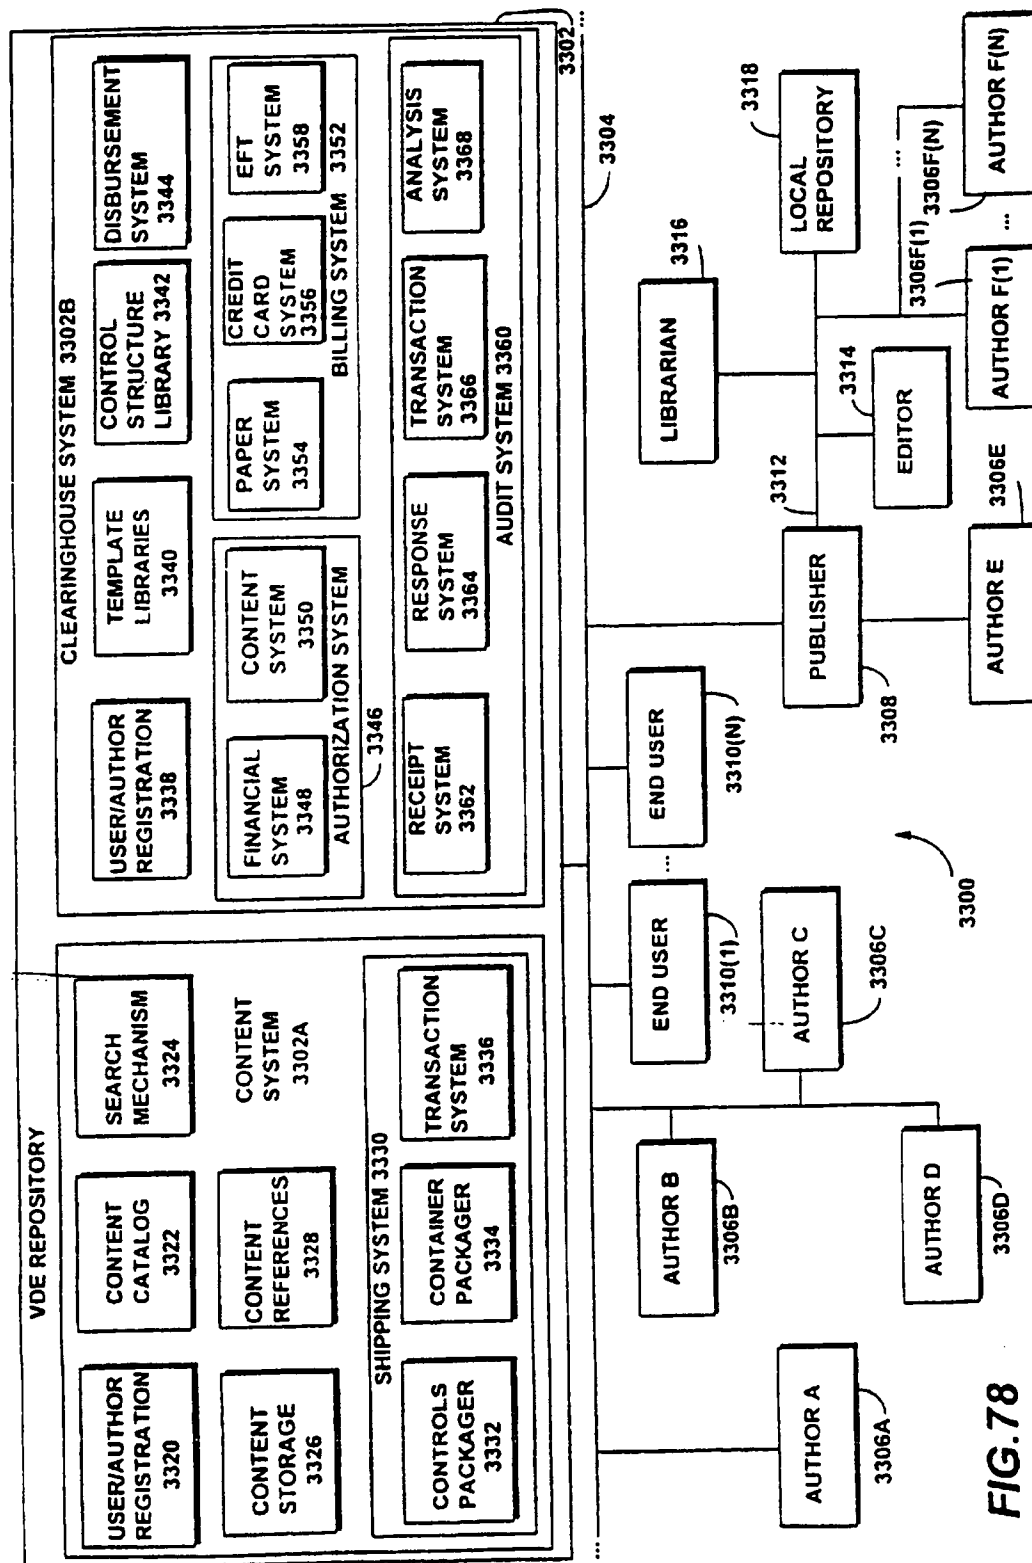 VDE REPOSITORY
USER/AUTHOR
REGISTRATION
3320
CONTENT
CATALOG
3322
SEARCH
MECHANISM
3324
CONTENT
STORAGE
3326
CONTENT
REFERENCES
3328
CONTENT
SYSTEM
3302A
SHIPPING SYSTEM 3330
CONTROLS
PACKAGER
3332
CONTAINER
PACKAGER
3334
TRANSACTION
SYSTEM
3336
CLEARINGHOUSE SYSTEM 3302B
USER/AUTHOR
REGISTRATION
3338
TEMPLATE
LIBRARIES
3340
CONTROL
STRUCTURE
LIBRARY 3342
DISBURSEMENT
SYSTEM
3344
FINANCIAL
SYSTEM
3348
CONTENT
SYSTEM
3350
AUTHORIZATION SYSTEM
3346
PAPER
SYSTEM
3354
CREDIT
CARD
SYSTEM
3356
EFT
SYSTEM
3358
BILLING SYSTEM 3352
RECEIPT
SYSTEM
3362
RESPONSE
SYSTEM
3364
TRANSACTION
SYSTEM
3366
ANALYSIS
SYSTEM
3368
AUDIT SYSTEM 3360
3302
...
...
3304
AUTHOR A
3306A
AUTHOR B
3306B
AUTHOR C
3306C
AUTHOR D
3306D
END USER
3310(1)
...
END USER
3310(N)
3300
PUBLISHER
3308
3312
LIBRARIAN
3316
LOCAL
REPOSITORY
3318
EDITOR
3314
AUTHOR E
3306E
AUTHOR F(1)
3306F(1)
...
...
AUTHOR F(N)
3306F(N)
FIG.78